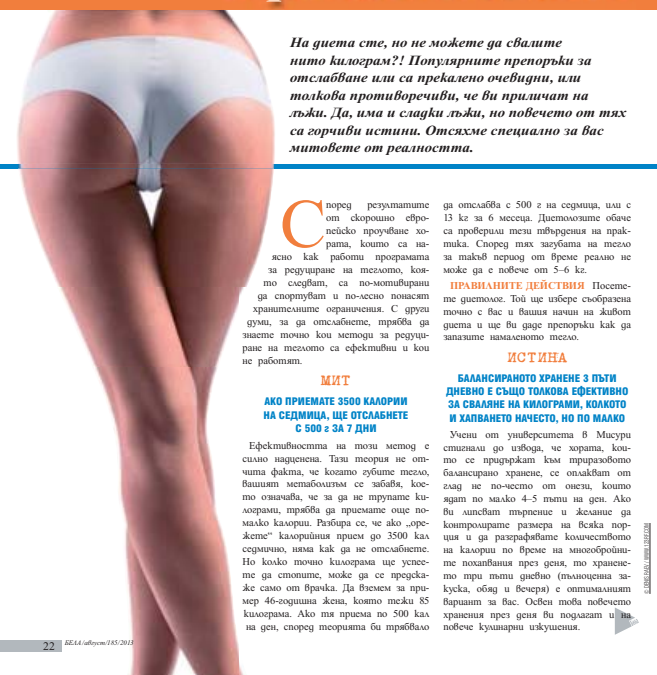 На диета сте, но не можете да свалите
нито килограм?! Популярните препоръки за
отслабване или са прекалено очевидни, или
толкова противоречиви, че ви приличат на
лъжи. Да, има и сладки лъжи, но повечето от тях
са горчиви истини. Отсяхме специално за вас
митовете от реалността.
Според резултатите
от скорошно евро-
пейско проучване хо-
рата, които са на-
ясно как работи програмата
за редуциране на теглото, коя-
то следват, са по-мотивирани
да спортуват и по-лесно понасят
хранителните ограничения. С други
думи, за да отслабнете, трябва да
знаете точно кои методи за редуци-
ране на теглото са ефективни и кои
не работят.
МИТ
АКО ПРИЕМАТЕ 3500 КАЛОРИИ
НА СЕДМИЦА, ЩЕ ОТСЛАБНЕТЕ
С 500 г ЗА 7 ДНИ
Ефективността на този метод е
силно надценена. Тази теория не от-
чита факта, че когато губите тегло,
вашият метаболизъм се забавя, кое-
то означава, че за да не трупате ки-
лограми, трябва да приемате още по-
малко калории. Разбира се, че ако „оре-
жете“ калорийния прием до 3500 кал
седмично, няма как да не отслабнете.
Но колко точно килограма ще успее-
те да стопите, може да се предска-
же само от врачка. Да вземем за при-
мер 46-годишна жена, която тежи 85
килограма. Ако тя приема по 500 кал
на ден, според теорията би трябвало
да отслабва с 500 г на седмица, или с
13 кг за 6 месеца. Диетолозите обаче
са проверили тези твърдения на прак-
тика. Според тях загубата на тегло
за такъв период от време реално не
може да е повече от 5–6 кг.
ПРАВИЛНИТЕ ДЕЙСТВИЯ Посете-
те диетолог. Той ще избере съобразена
точно с вас и вашия начин на живот
диета и ще ви даде препоръки как да
запазите намаленото тегло.
ИСТИНА
БАЛАНСИРАНОТО ХРАНЕНЕ 3 ПЪТИ
ДНЕВНО Е СЪЩО ТОЛКОВА ЕФЕКТИВНО
ЗА СВАЛЯНЕ НА КИЛОГРАМИ, КОЛКОТО
И ХАПВАНЕТО НАЧЕСТО, НО ПО МАЛКО
Учени от университета в Мисури
стигнали до извода, че хората, кои-
то се придържат към триразовото
балансирано хранене, се оплакват от
глад не по-често от онези, които
ядат по малко 4–5 пъти на ден. Ако
ви липсват търпение и желание да
контролирате размера на всяка пор-
ция и да разграфявате количеството
на калории по време на многобройни-
те похапвания през деня, то хранене-
то три пъти дневно (пълноценна за-
куска, обяд и вечеря) е оптималният
вариант за вас. Освен това повечето
хранения през деня ви подлагат и на
повече кулинарни изкушения.
22 БЕЛА/август/185/2013